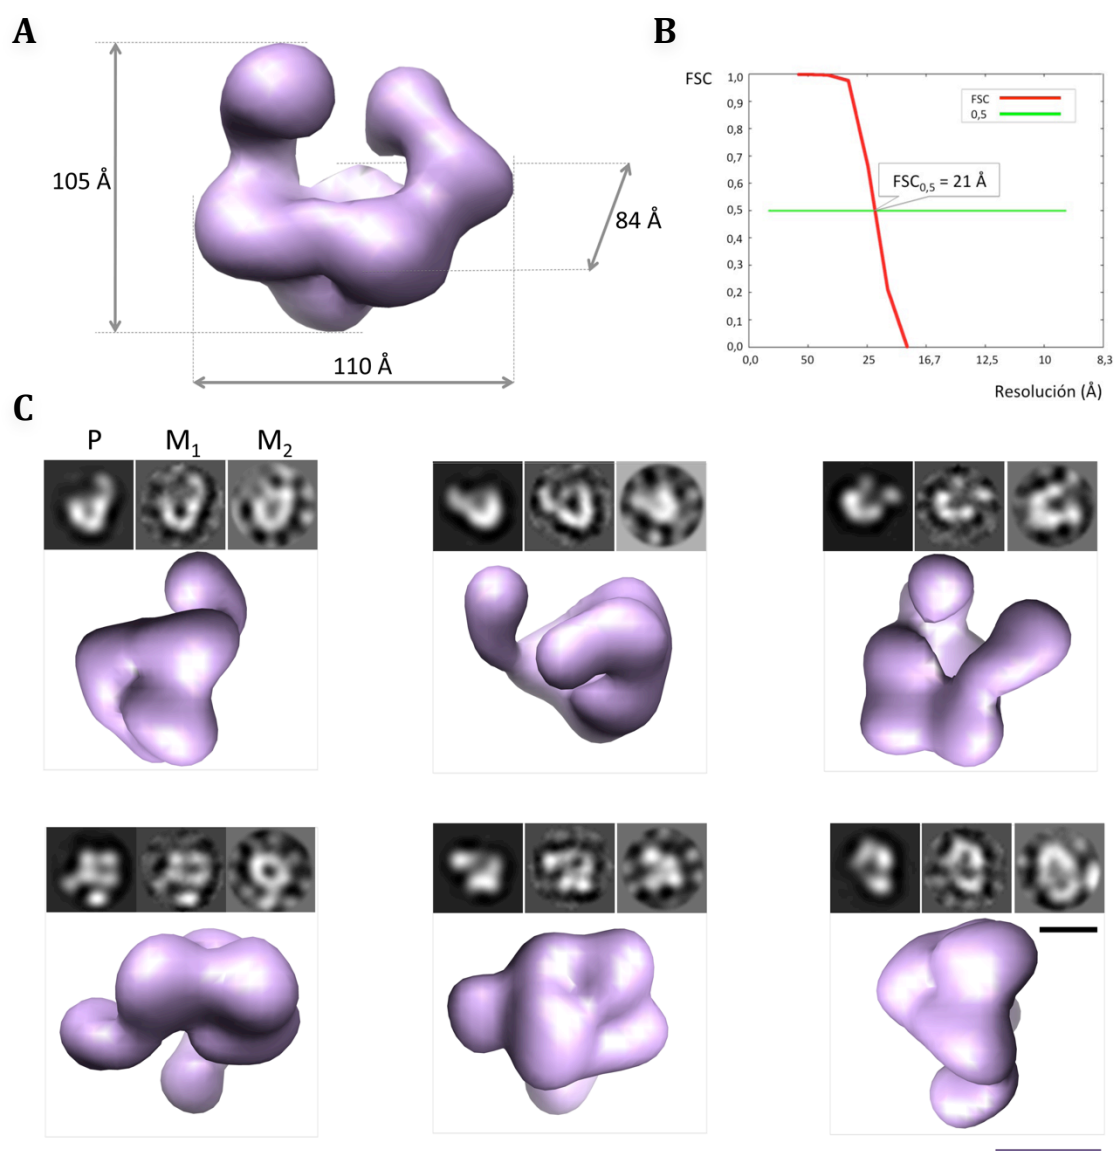 A
105 Å
84 Å
110 Å
B
FSC
1,0
0,9
0,8
0,7
0,6
0,5
0,4
0,3
0,2
0,1
0,0
FSC
0,5
FSC0,5 = 21 Å
0,0 50 25 16,7 12,5 10 8,3
Resolución (Å)
C
P M1 M2